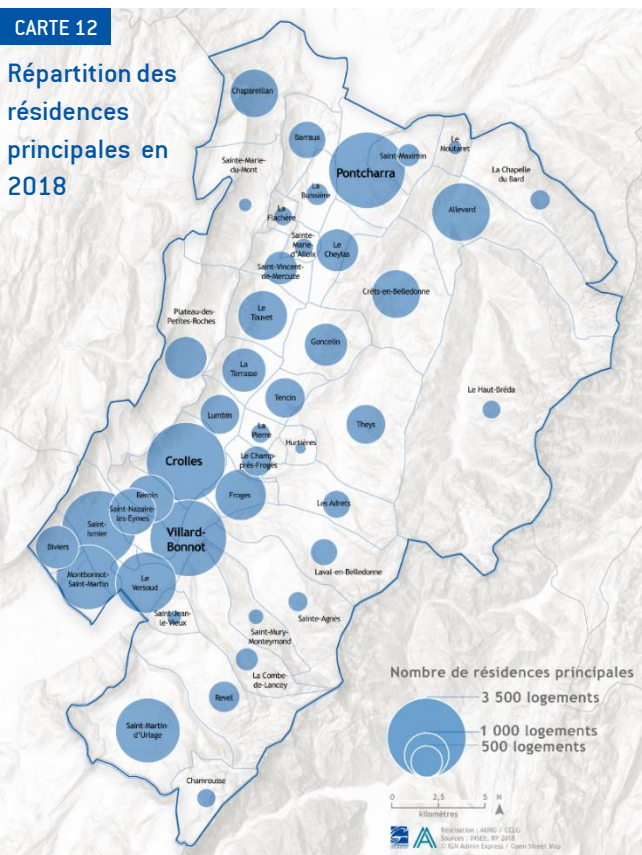 CARTE 12
Répartition des
résidences
principales en
2018
Chapareillan
Barraux
Sainte-Marie-
du-Mont
Pontcharra
Saint-Maximin
Le
Moutaret
La Chapelle
du Bard
La
Buissière
La
Flachère
Allevard
Sainte-
Marie-
d'Alloix
Le
Cheylas
Saint-Vincent-
de-Mercuze
Crêts-en-Belledonne
Plateau-des-
Petites-Roches
Le
Touvet
Goncelin
La
Terrasse
Tencin
Le Haut-Bréda
Lumbin
La
Pierre
Theys
Hurtières
Crolles
Le Champ-
près-Froges
Bernin
Froges
Saint-Nazaire-
les-Eymes
Les Adrets
Saint-
Ismier
Villard-
Bonnot
Biviers
Laval-en-Belledonne
Montbonnot-
Saint-Martin
Le
Versoud
Saint-Jean-
le-Vieux
Sainte-Agnès
Saint-Mury-
Monteymond
La Combe-
de-Lancey
Revel
Saint-Martin-
d'Uriage
Chamrousse
Nombre de résidences principales
3 500 logements
1 000 logements
500 logements
0 2,5 5 N
kilomètres
Réalisation : AURG / CCLG
Sources : INSEE, RP 2018
© IGN Admin Express / Open Street Map